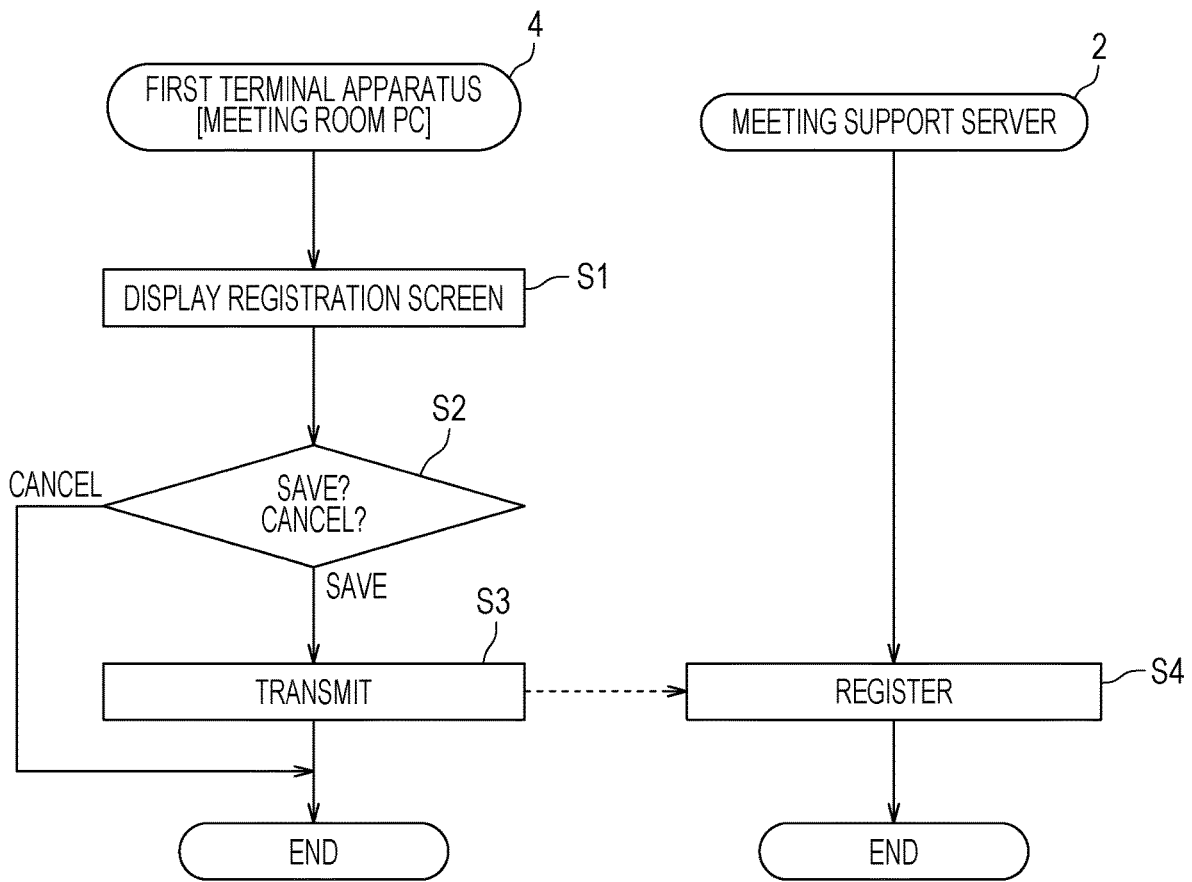 4
FIRST TERMINAL APPARATUS
[MEETING ROOM PC]
2
MEETING SUPPORT SERVER
S1
DISPLAY REGISTRATION SCREEN
S2
CANCEL
SAVE?
CANCEL?
SAVE
S3
TRANSMIT
S4
REGISTER
END
END